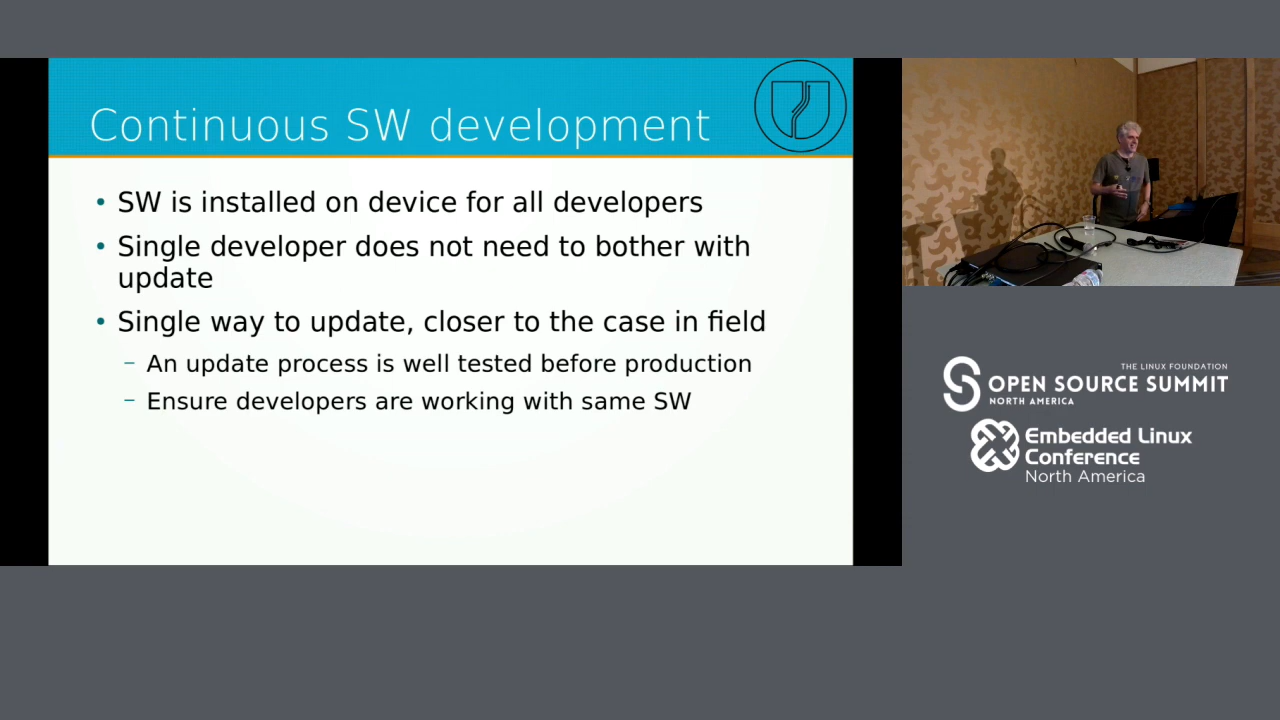 Continuous SW development
• SW is installed on device for all developers
• Single developer does not need to bother with
update
• Single way to update, closer to the case in field
– An update process is well tested before production
– Ensure developers are working with same SW
THE LINUX FOUNDATION
OPEN SOURCE SUMMIT
NORTH AMERICA
Embedded Linux
Conference
North America